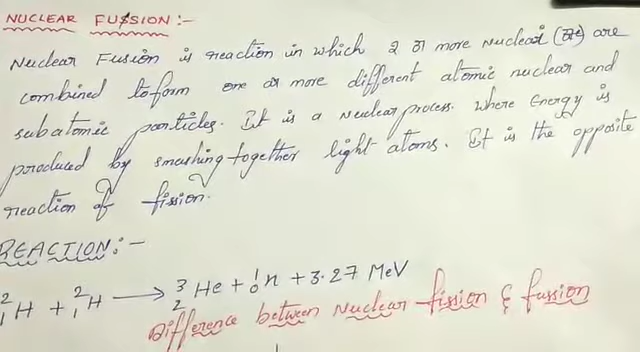 NUCLEAR FUSSION:-
Nuclear Fusion is reaction in which 2 or more nuclei are
combined to form one or more different atomic nuclear and
subatomic particles. It is a Nuclear process. Where Energy is
produced by smashing together light atoms. It is the opposite
reaction of fission.
REACTION:-
²₁H + ²₁H → ³₂He + ¹₀n + 3.27 MeV
Difference between Nuclear fission & fussion